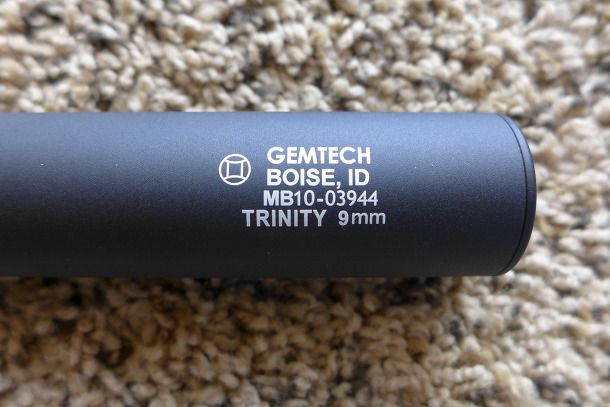 GEMTECH
BOISE, ID
MB10-03944
TRINITY 9mm